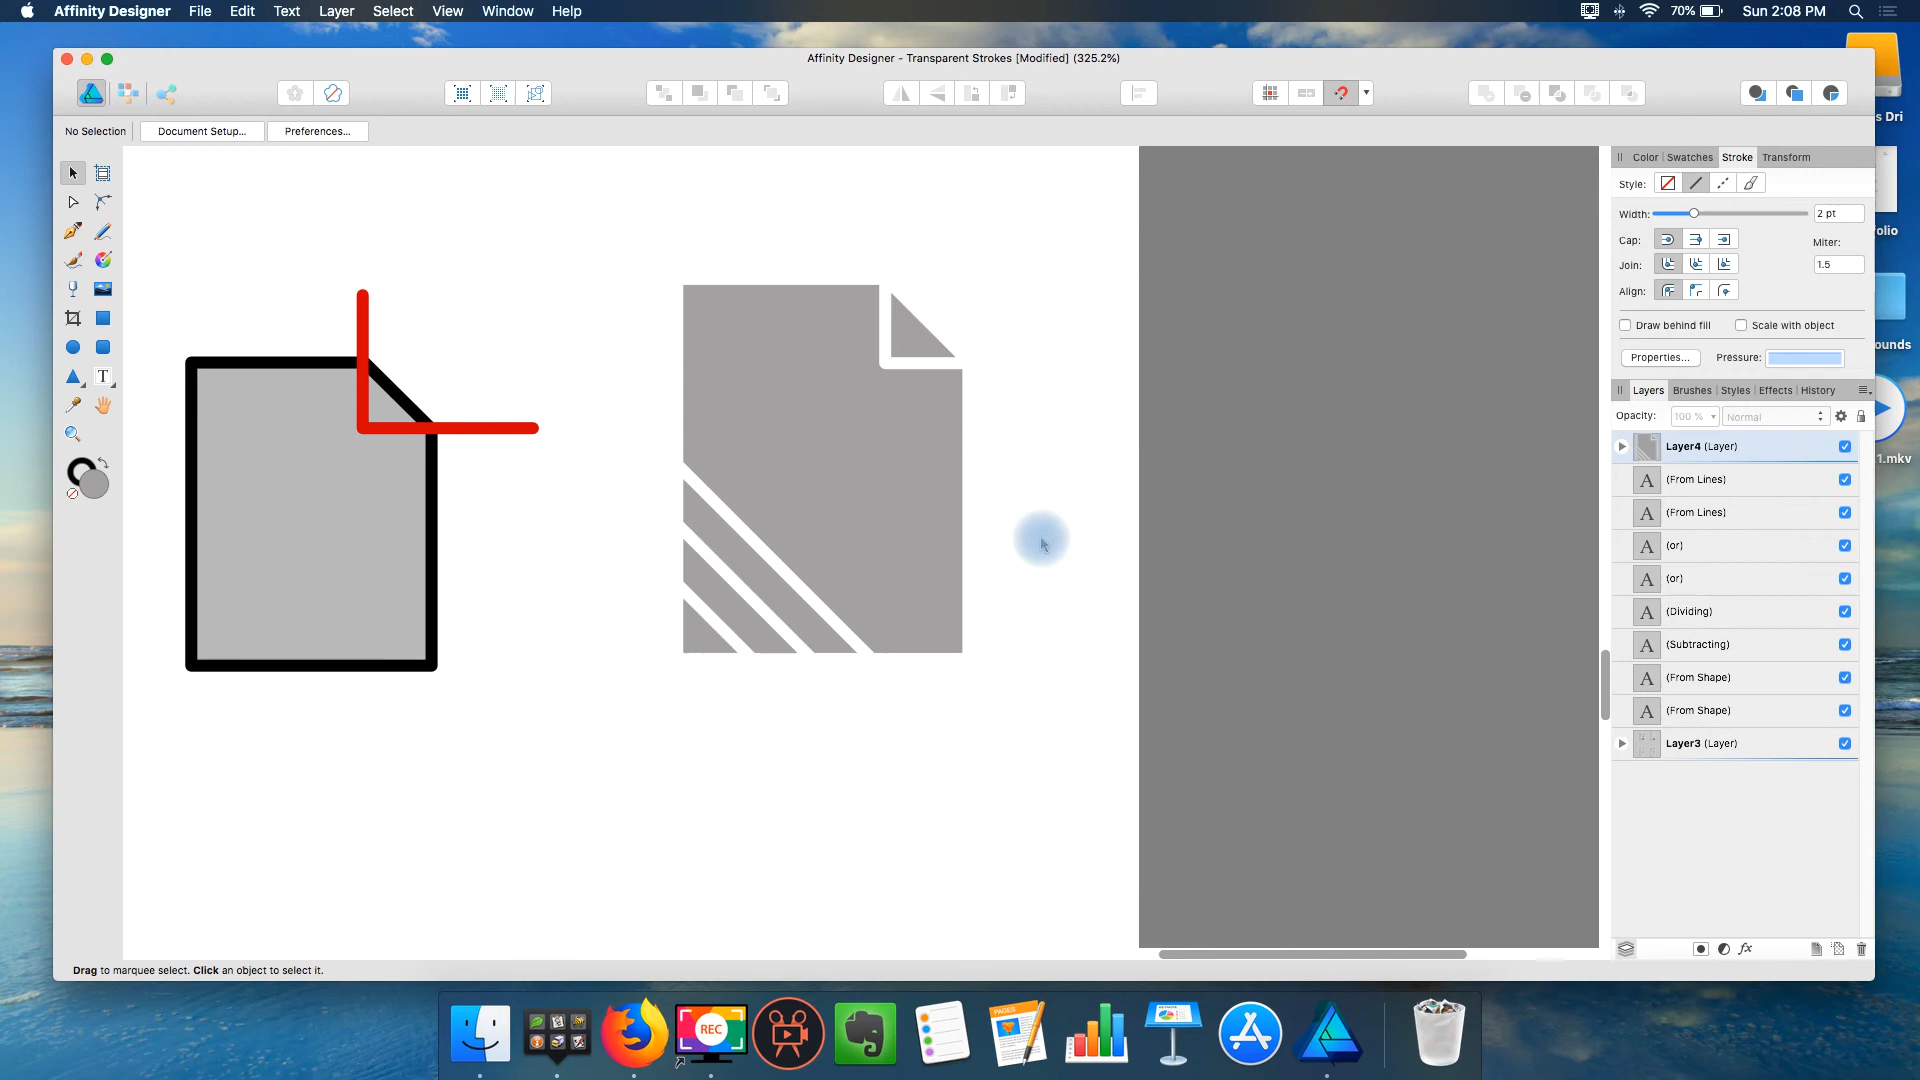 Affinity Designer File Edit Text Layer Select View Window Help
70% Sun 2:08 PM
Affinity Designer - Transparent Strokes [Modified] (325.2%)
s Dri
No Selection Document Setup... Preferences...
Color Swatches Stroke Transform
Style:
Width: 2 pt
Cap: Miter:
Join: 1.5
Align:
Draw behind fill Scale with object
Properties... Pressure:
Layers Brushes Styles Effects History
Opacity: 100 % Normal
Layer4 (Layer)
A (From Lines)
A (From Lines)
A (or)
A (or)
A (Dividing)
A (Subtracting)
A (From Shape)
A (From Shape)
Layer3 (Layer)
fx
T
olio
ounds
1.mkv
Drag to marquee select. Click an object to select it.
REC
PAGES